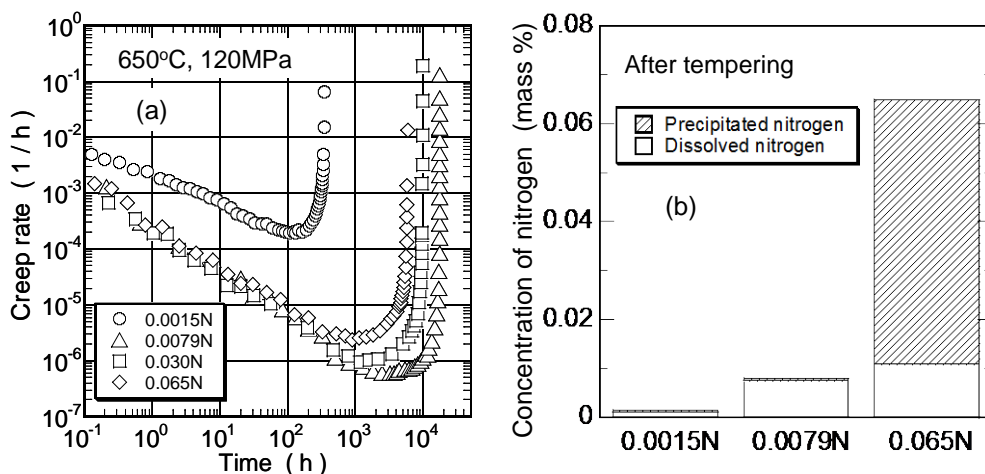 650°C, 120MPa
(a)
Creep rate ( 1 / h )
10^0
10^-1
10^-2
10^-3
10^-4
10^-5
10^-6
10^-7
0.0015N
0.0079N
0.030N
0.065N
10^-1 10^0 10^1 10^2 10^3 10^4
Time ( h )
Concentration of nitrogen (mass %)
0.08
0.06
0.04
0.02
0
After tempering
Precipitated nitrogen
Dissolved nitrogen
(b)
0.0015N 0.0079N 0.065N